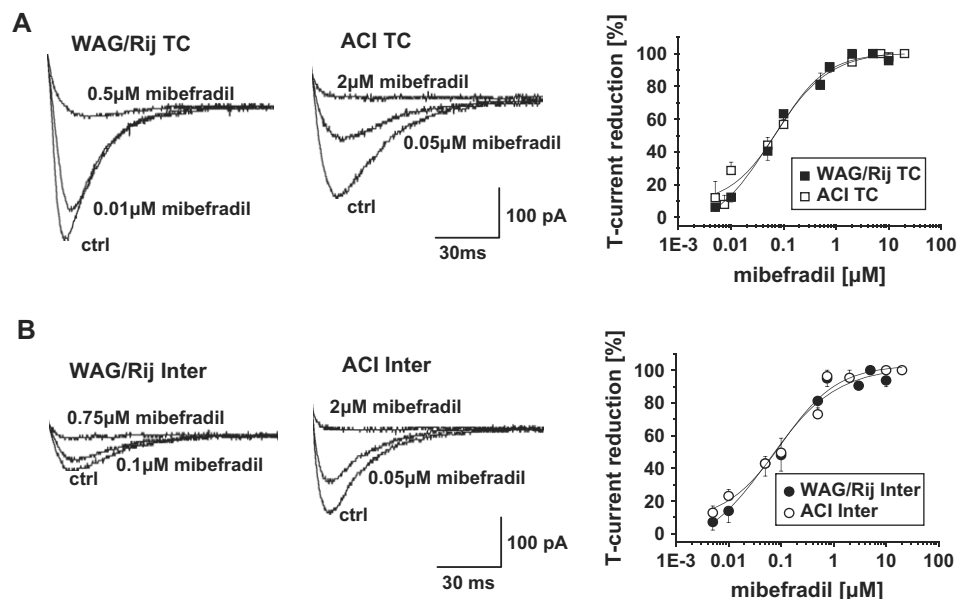 A
WAG/Rij TC
0.5µM mibefradil
0.01µM mibefradil
ctrl
ACI TC
2µM mibefradil
0.05µM mibefradil
ctrl
100 pA
30ms
T-current reduction [%]
100
80
60
40
20
0
WAG/Rij TC
ACI TC
1E-3
0.01
0.1
1
10
100
mibefradil [µM]
B
WAG/Rij Inter
0.75µM mibefradil
0.1µM mibefradil
ctrl
ACI Inter
2µM mibefradil
0.05µM mibefradil
ctrl
100 pA
30 ms
T-current reduction [%]
100
80
60
40
20
0
WAG/Rij Inter
ACI Inter
1E-3
0.01
0.1
1
10
100
mibefradil [µM]